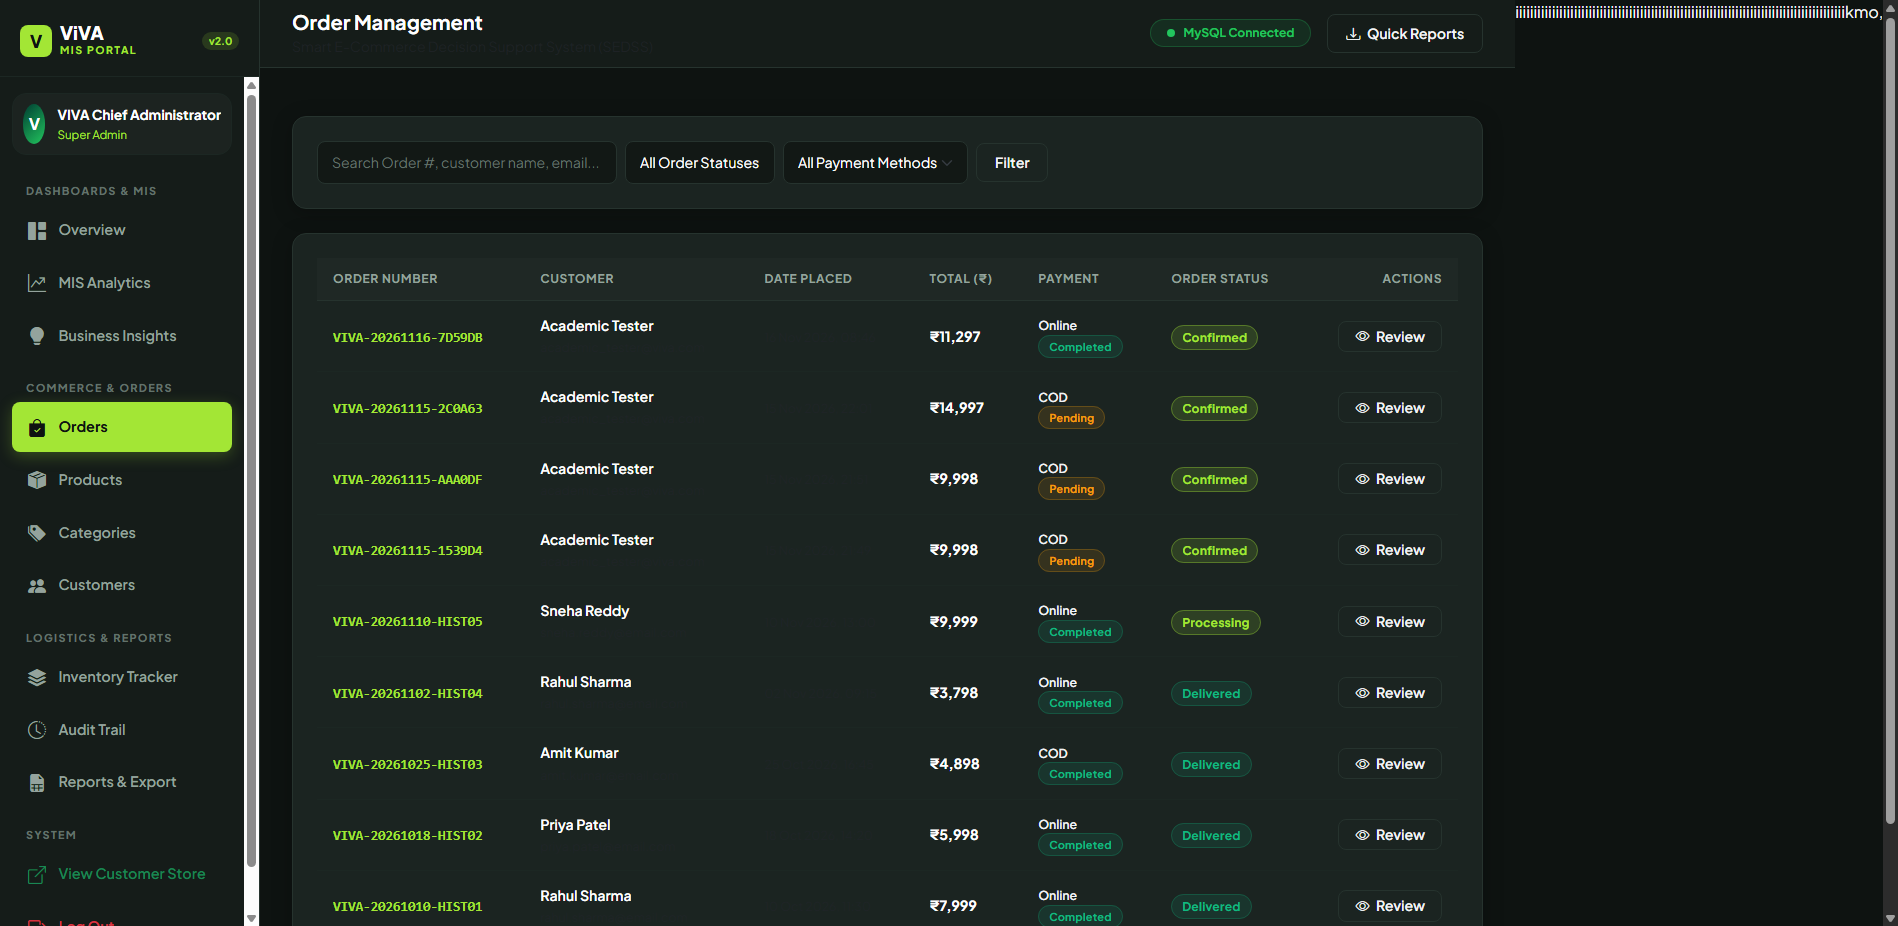 V
ViVA
MIS PORTAL
v2.0
V
VIVA Chief Administrator
Super Admin
DASHBOARDS & MIS
Overview
MIS Analytics
Business Insights
COMMERCE & ORDERS
Orders
Products
Categories
Customers
LOGISTICS & REPORTS
Inventory Tracker
Audit Trail
Reports & Export
SYSTEM
View Customer Store
Log Out
Order Management
MySQL Connected
Quick Reports
Search Order #, customer name, email...
All Order Statuses
All Payment Methods
Filter
ORDER NUMBER CUSTOMER DATE PLACED TOTAL (₹) PAYMENT ORDER STATUS ACTIONS
VIVA-20261116-7D59DB Academic Tester ₹11,297 Online Completed Confirmed Review
VIVA-20261115-2C0A63 Academic Tester ₹14,997 COD Pending Confirmed Review
VIVA-20261115-AAA0DF Academic Tester ₹9,998 COD Pending Confirmed Review
VIVA-20261115-1539D4 Academic Tester ₹9,998 COD Pending Confirmed Review
VIVA-20261110-HIST05 Sneha Reddy ₹9,999 Online Completed Processing Review
VIVA-20261102-HIST04 Rahul Sharma ₹3,798 Online Completed Delivered Review
VIVA-20261025-HIST03 Amit Kumar ₹4,898 COD Completed Delivered Review
VIVA-20261018-HIST02 Priya Patel ₹5,998 Online Completed Delivered Review
VIVA-20261010-HIST01 Rahul Sharma ₹7,999 Online Completed Delivered Review